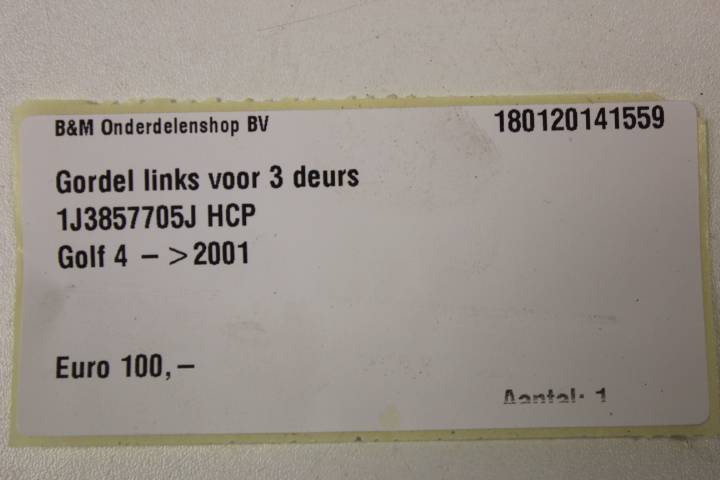 B&M Onderdelenshop BV 180120141559
Gordel links voor 3 deurs
1J3857705J HCP
Golf 4 -> 2001
Euro 100,-
Aantal: 1